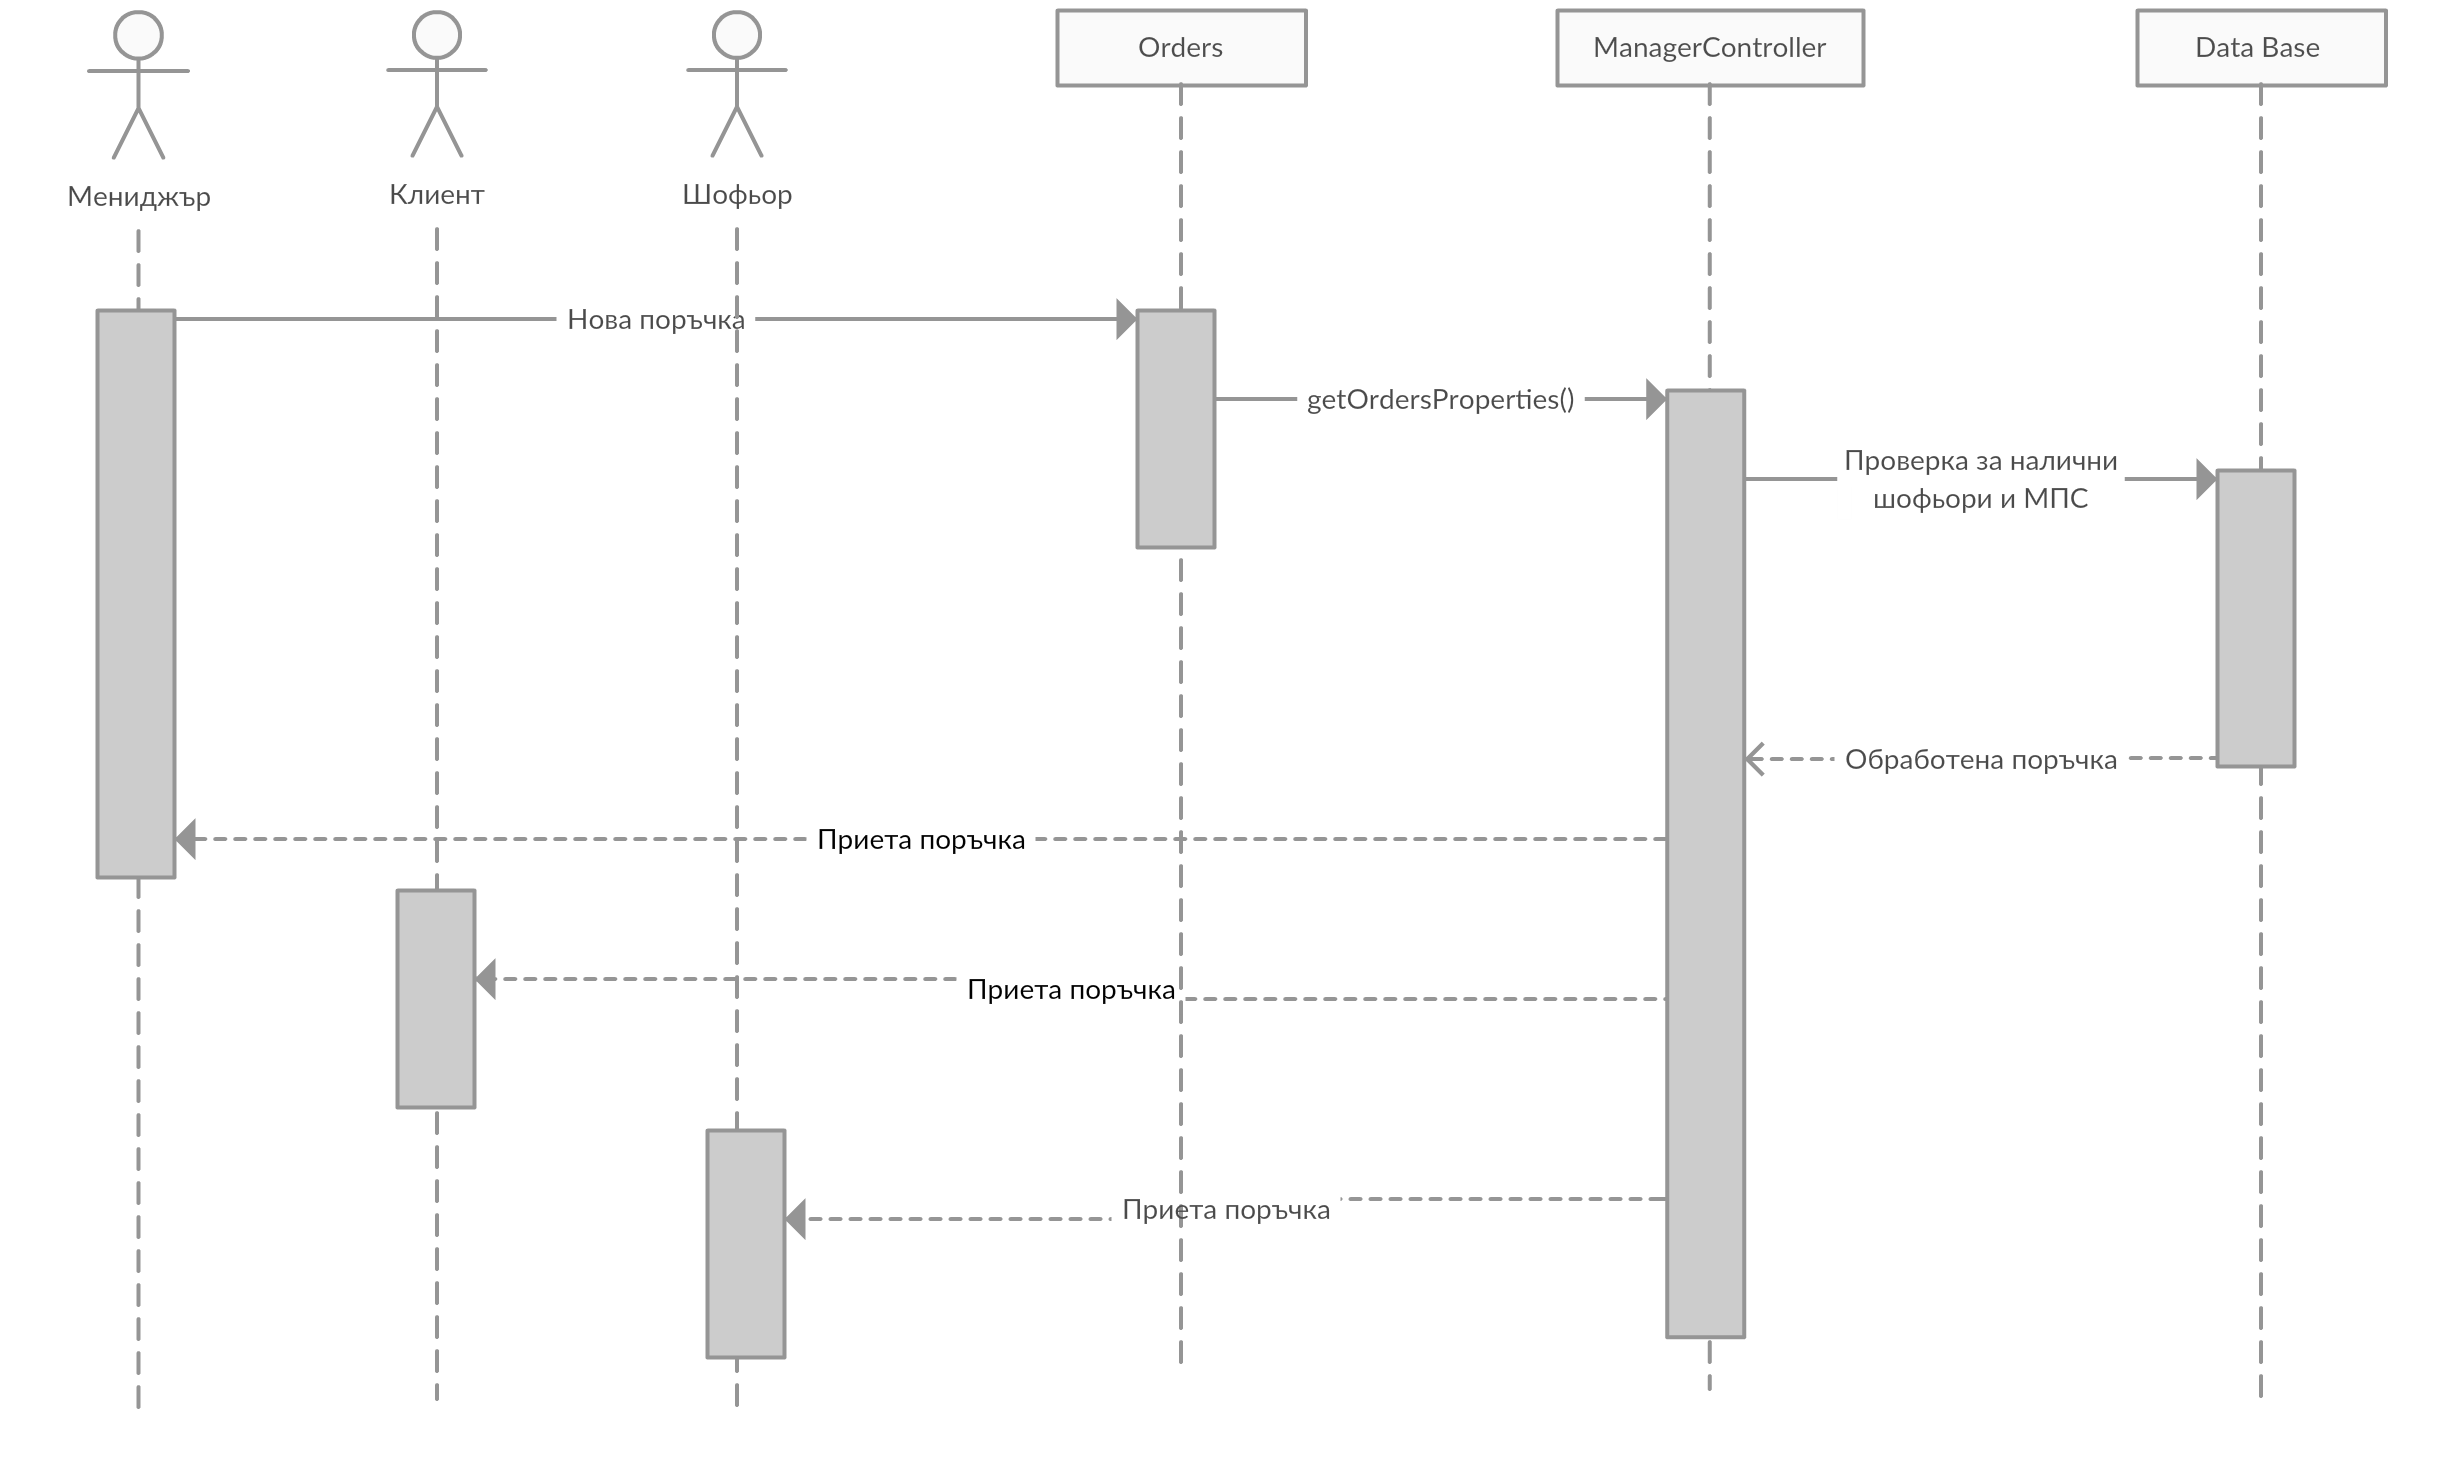 Orders
ManagerController
Data Base
Мениджър
Клиент
Шофьор
Нова поръчка
getOrdersProperties()
Проверка за налични
шофьори и МПС
Обработена поръчка
Приета поръчка
Приета поръчка
Приета поръчка